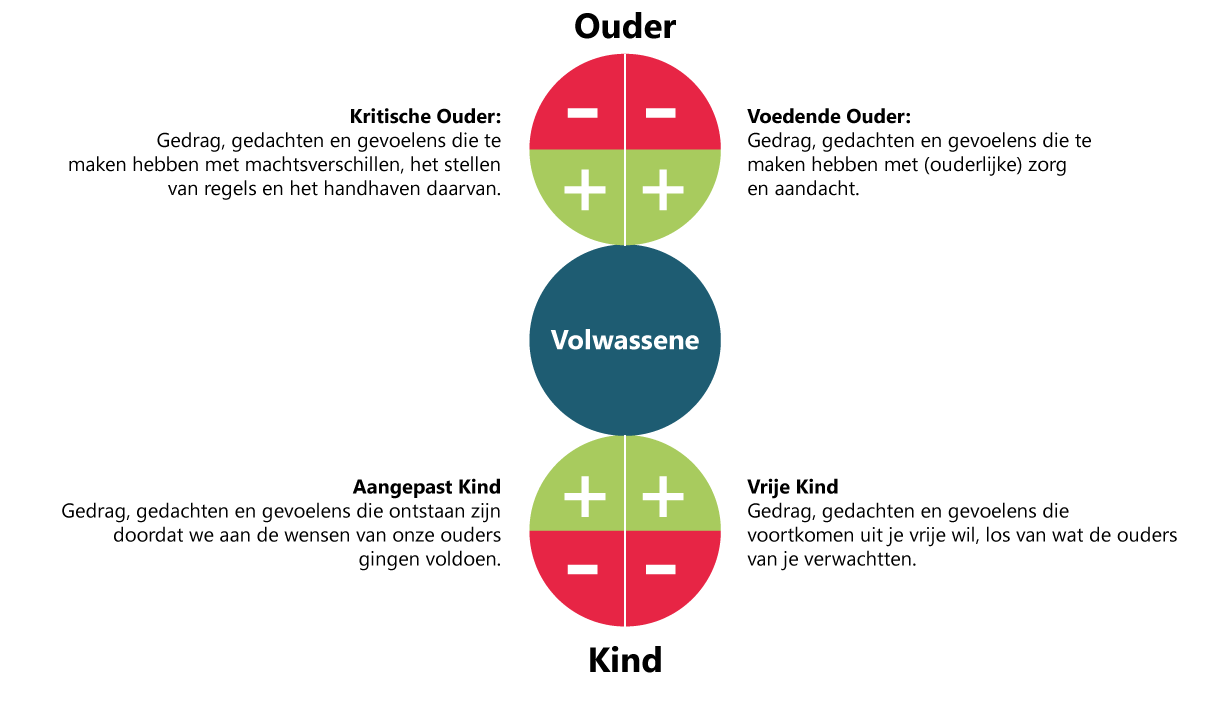 Ouder
Kritische Ouder:
Gedrag, gedachten en gevoelens die te
maken hebben met machtsverschillen, het stellen
van regels en het handhaven daarvan.
Voedende Ouder:
Gedrag, gedachten en gevoelens die te
maken hebben met (ouderlijke) zorg
en aandacht.
- -
+ +
Volwassene
Aangepast Kind
Gedrag, gedachten en gevoelens die ontstaan zijn
doordat we aan de wensen van onze ouders
gingen voldoen.
+ +
- -
Vrije Kind
Gedrag, gedachten en gevoelens die
voortkomen uit je vrije wil, los van wat de ouders
van je verwachtten.
Kind